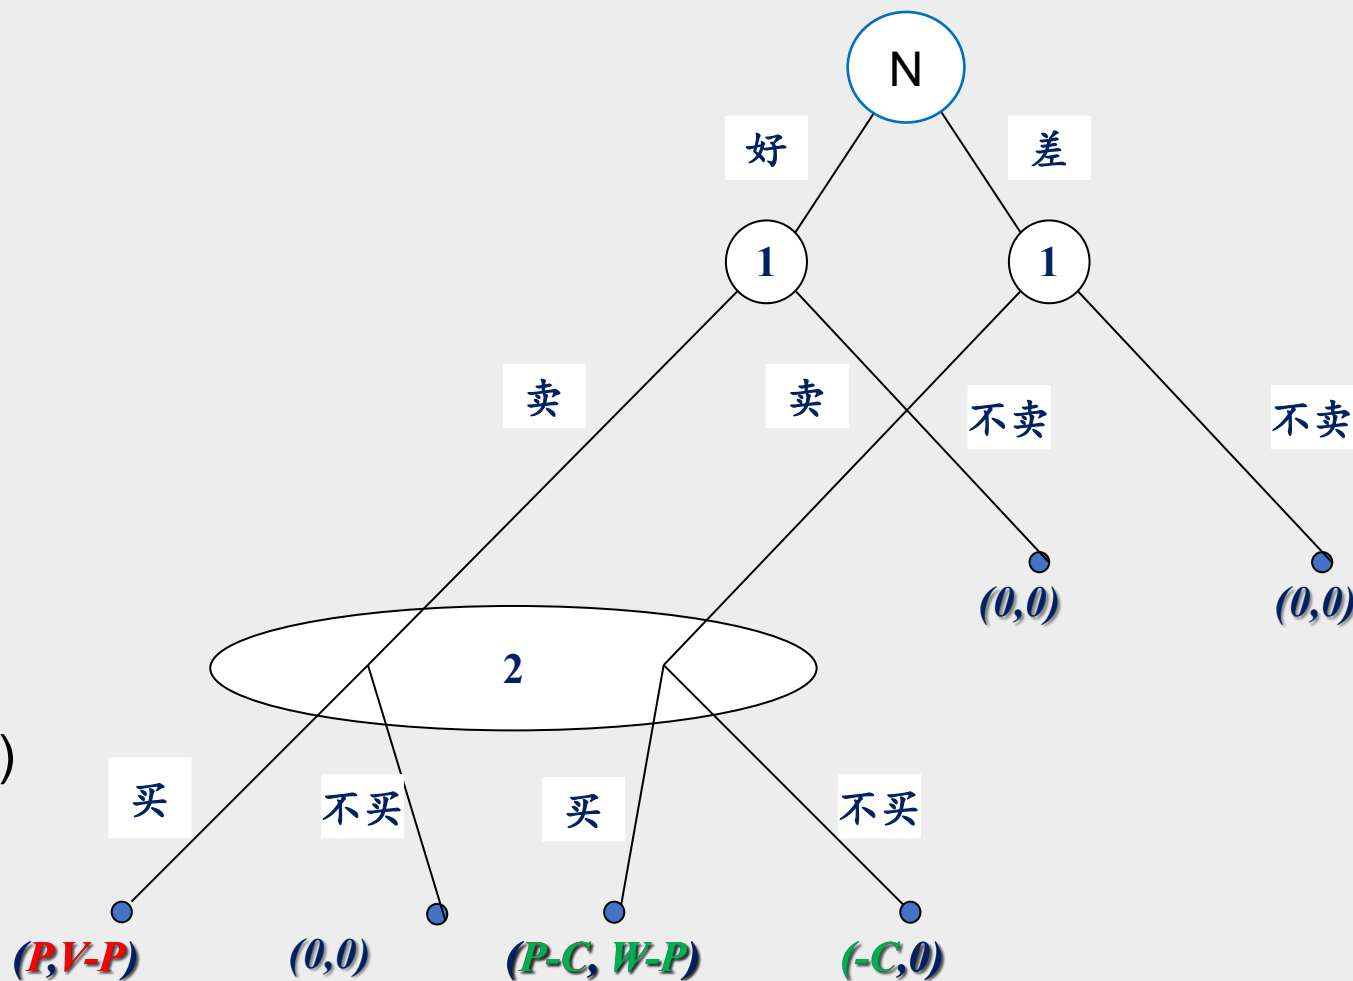 N
好
差
1
1
卖
卖
不卖
不卖
(0,0)
(0,0)
2
)
买
不买
买
不买
(P,V-P)
(0,0)
(P-C, W-P)
(-C,0)